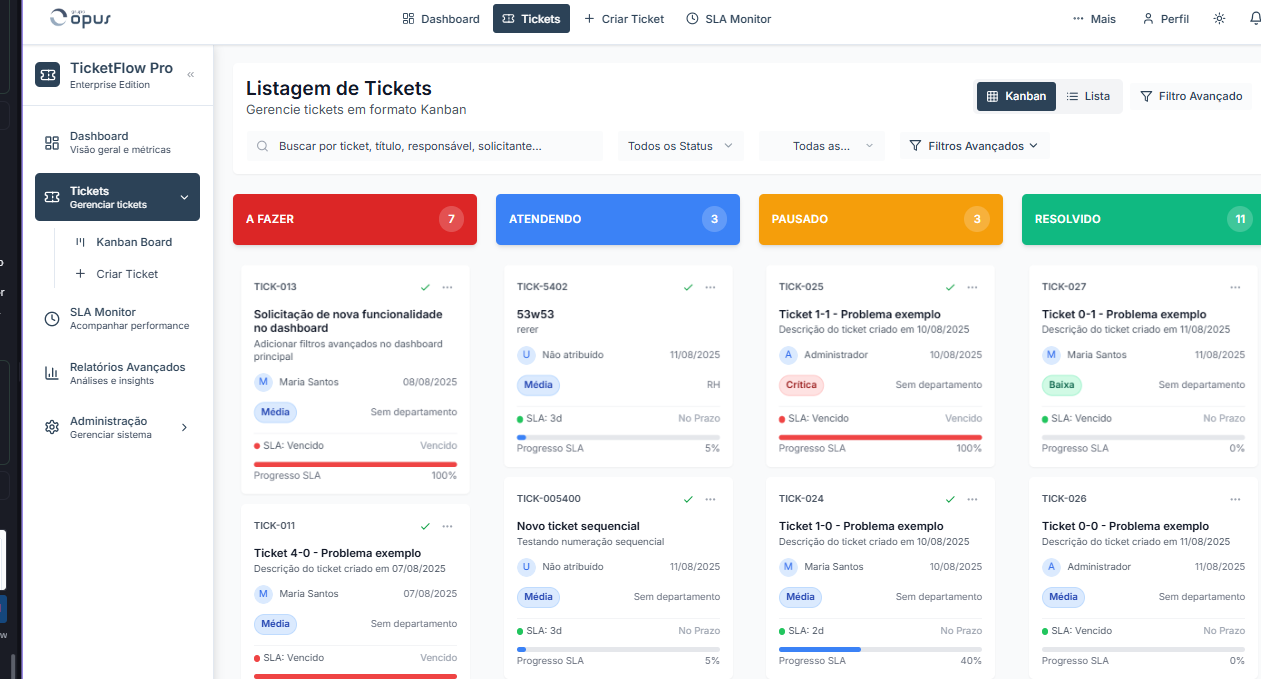 grupo
opus
Dashboard
Tickets
Criar Ticket
SLA Monitor
Mais
Perfil
TicketFlow Pro
Enterprise Edition
Dashboard
Visão geral e métricas
Tickets
Gerenciar tickets
Kanban Board
Criar Ticket
SLA Monitor
Acompanhar performance
Relatórios Avançados
Análises e insights
Administração
Gerenciar sistema
Listagem de Tickets
Gerencie tickets em formato Kanban
Kanban
Lista
Filtro Avançado
Buscar por ticket, título, responsável, solicitante...
Todos os Status
Todas as...
Filtros Avançados
A FAZER
7
TICK-013
Solicitação de nova funcionalidade
no dashboard
Adicionar filtros avançados no dashboard
principal
M
Maria Santos
08/08/2025
Média
Sem departamento
SLA: Vencido
Vencido
Progresso SLA
100%
TICK-011
Ticket 4-0 - Problema exemplo
Descrição do ticket criado em 07/08/2025
M
Maria Santos
07/08/2025
Média
Sem departamento
SLA: Vencido
Vencido
ATENDENDO
3
TICK-5402
53w53
rerer
U
Não atribuído
11/08/2025
Média
RH
SLA: 3d
No Prazo
Progresso SLA
5%
TICK-005400
Novo ticket sequencial
Testando numeração sequencial
U
Não atribuído
11/08/2025
Média
Sem departamento
SLA: 3d
No Prazo
Progresso SLA
5%
PAUSADO
3
TICK-025
Ticket 1-1 - Problema exemplo
Descrição do ticket criado em 10/08/2025
A
Administrador
10/08/2025
Crítica
Sem departamento
SLA: Vencido
Vencido
Progresso SLA
100%
TICK-024
Ticket 1-0 - Problema exemplo
Descrição do ticket criado em 10/08/2025
M
Maria Santos
10/08/2025
Média
Sem departamento
SLA: 2d
No Prazo
Progresso SLA
40%
RESOLVIDO
11
TICK-027
Ticket 0-1 - Problema exemplo
Descrição do ticket criado em 11/08/2025
M
Maria Santos
11/08/2025
Baixa
Sem departamento
SLA: Vencido
No Prazo
Progresso SLA
0%
TICK-026
Ticket 0-0 - Problema exemplo
Descrição do ticket criado em 11/08/2025
A
Administrador
11/08/2025
Média
Sem departamento
SLA: Vencido
No Prazo
Progresso SLA
0%